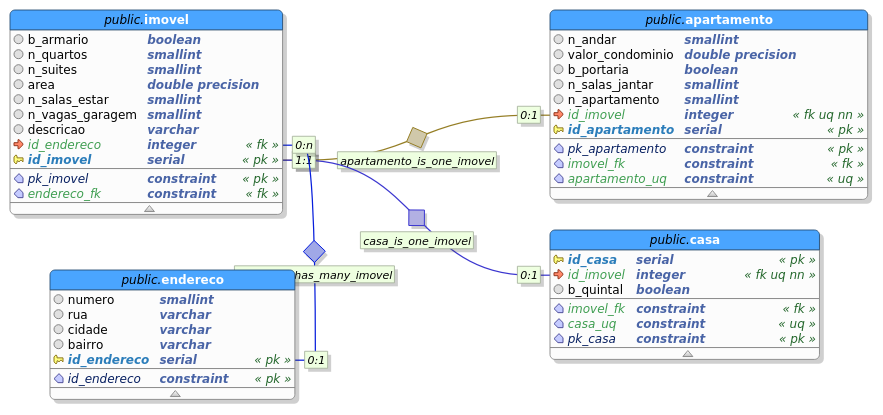 public.imovel
b_armario boolean
n_quartos smallint
n_suites smallint
area double precision
n_salas_estar smallint
n_vagas_garagem smallint
descricao varchar
id_endereco integer « fk »
id_imovel serial « pk »
pk_imovel constraint « pk »
endereco_fk constraint « fk »
public.apartamento
n_andar smallint
valor_condominio double precision
b_portaria boolean
n_salas_jantar smallint
n_apartamento smallint
id_imovel integer « fk uq nn »
id_apartamento serial « pk »
pk_apartamento constraint « pk »
imovel_fk constraint « fk »
apartamento_uq constraint « uq »
0:n
1:1
0:1
apartamento_is_one_imovel
casa_is_one_imovel
0:1
has_many_imovel
public.casa
id_casa serial « pk »
id_imovel integer « fk uq nn »
b_quintal boolean
imovel_fk constraint « fk »
casa_uq constraint « uq »
pk_casa constraint « pk »
public.endereco
numero smallint
rua varchar
cidade varchar
bairro varchar
id_endereco serial « pk »
id_endereco constraint « pk »
0:1